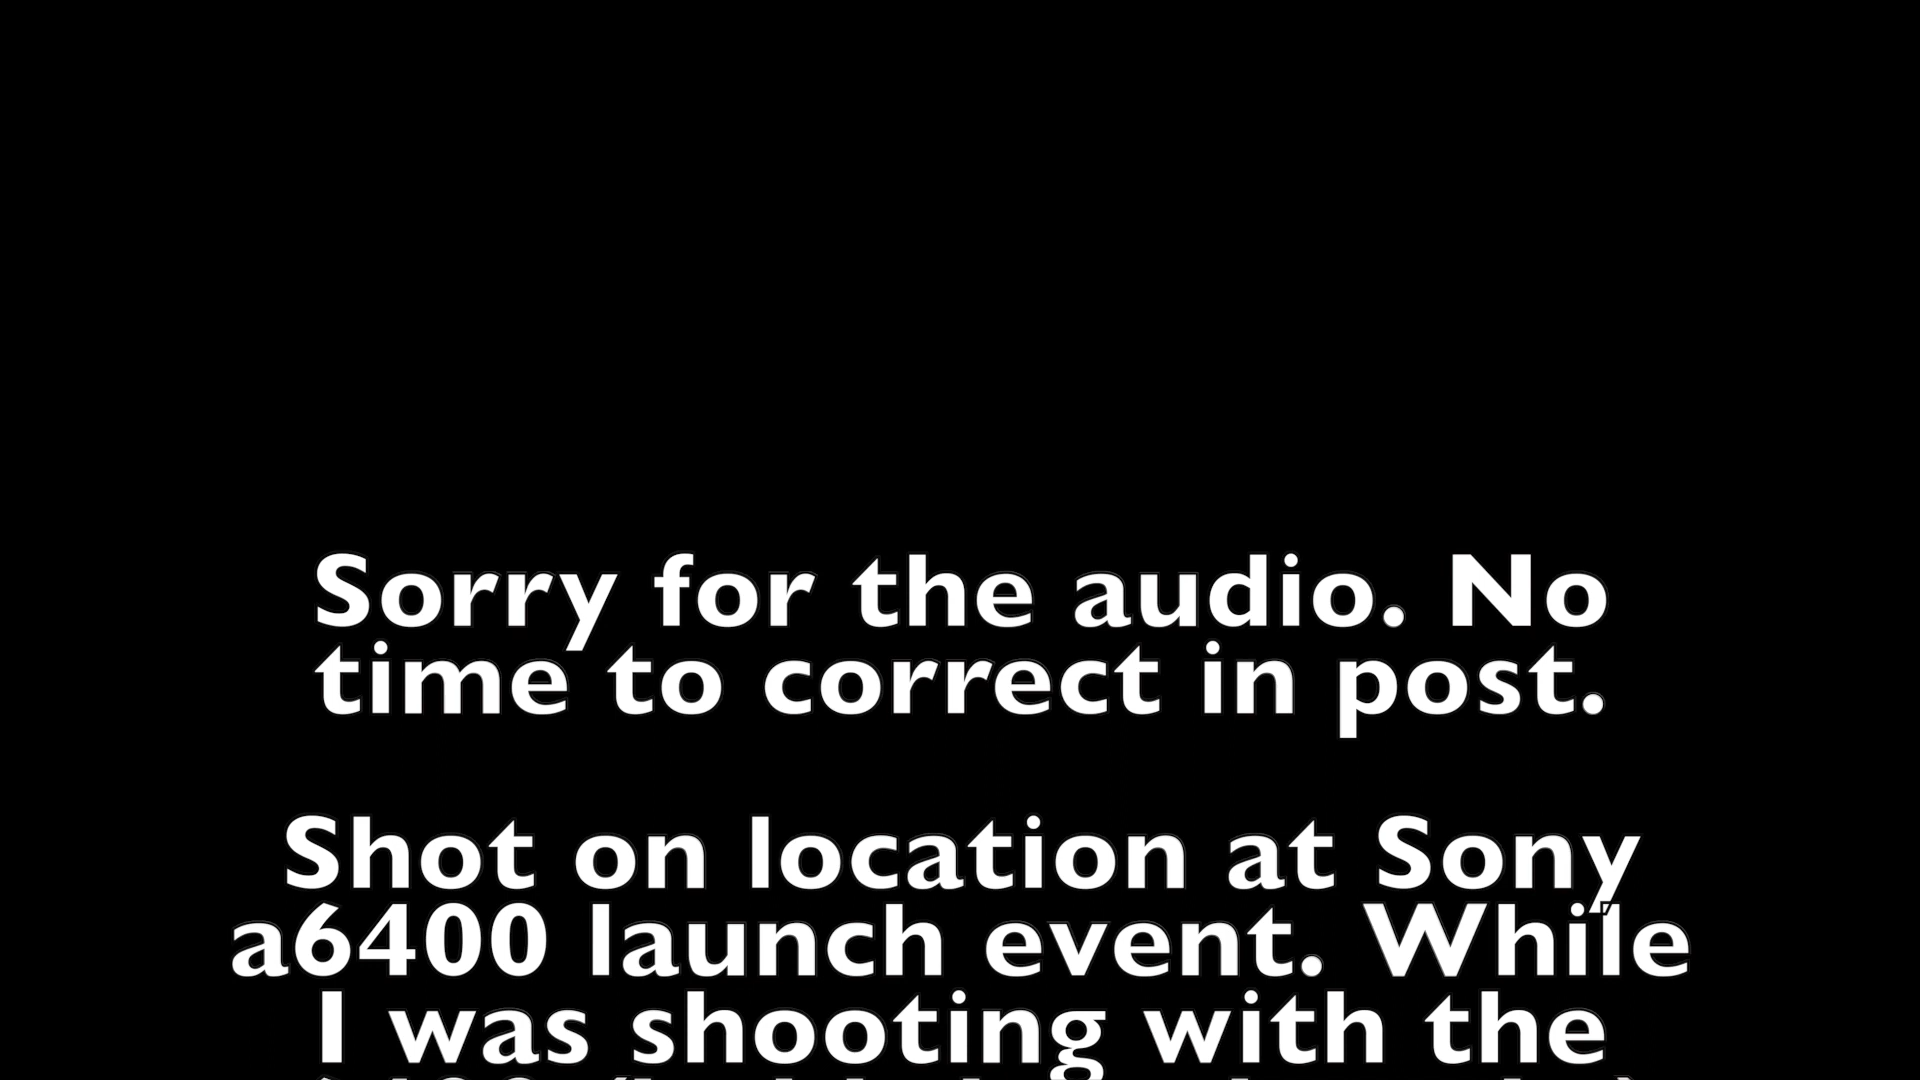 Sorry for the audio. No
time to correct in post.
Shot on location at Sony
a6400 launch event. While
I was shooting with the